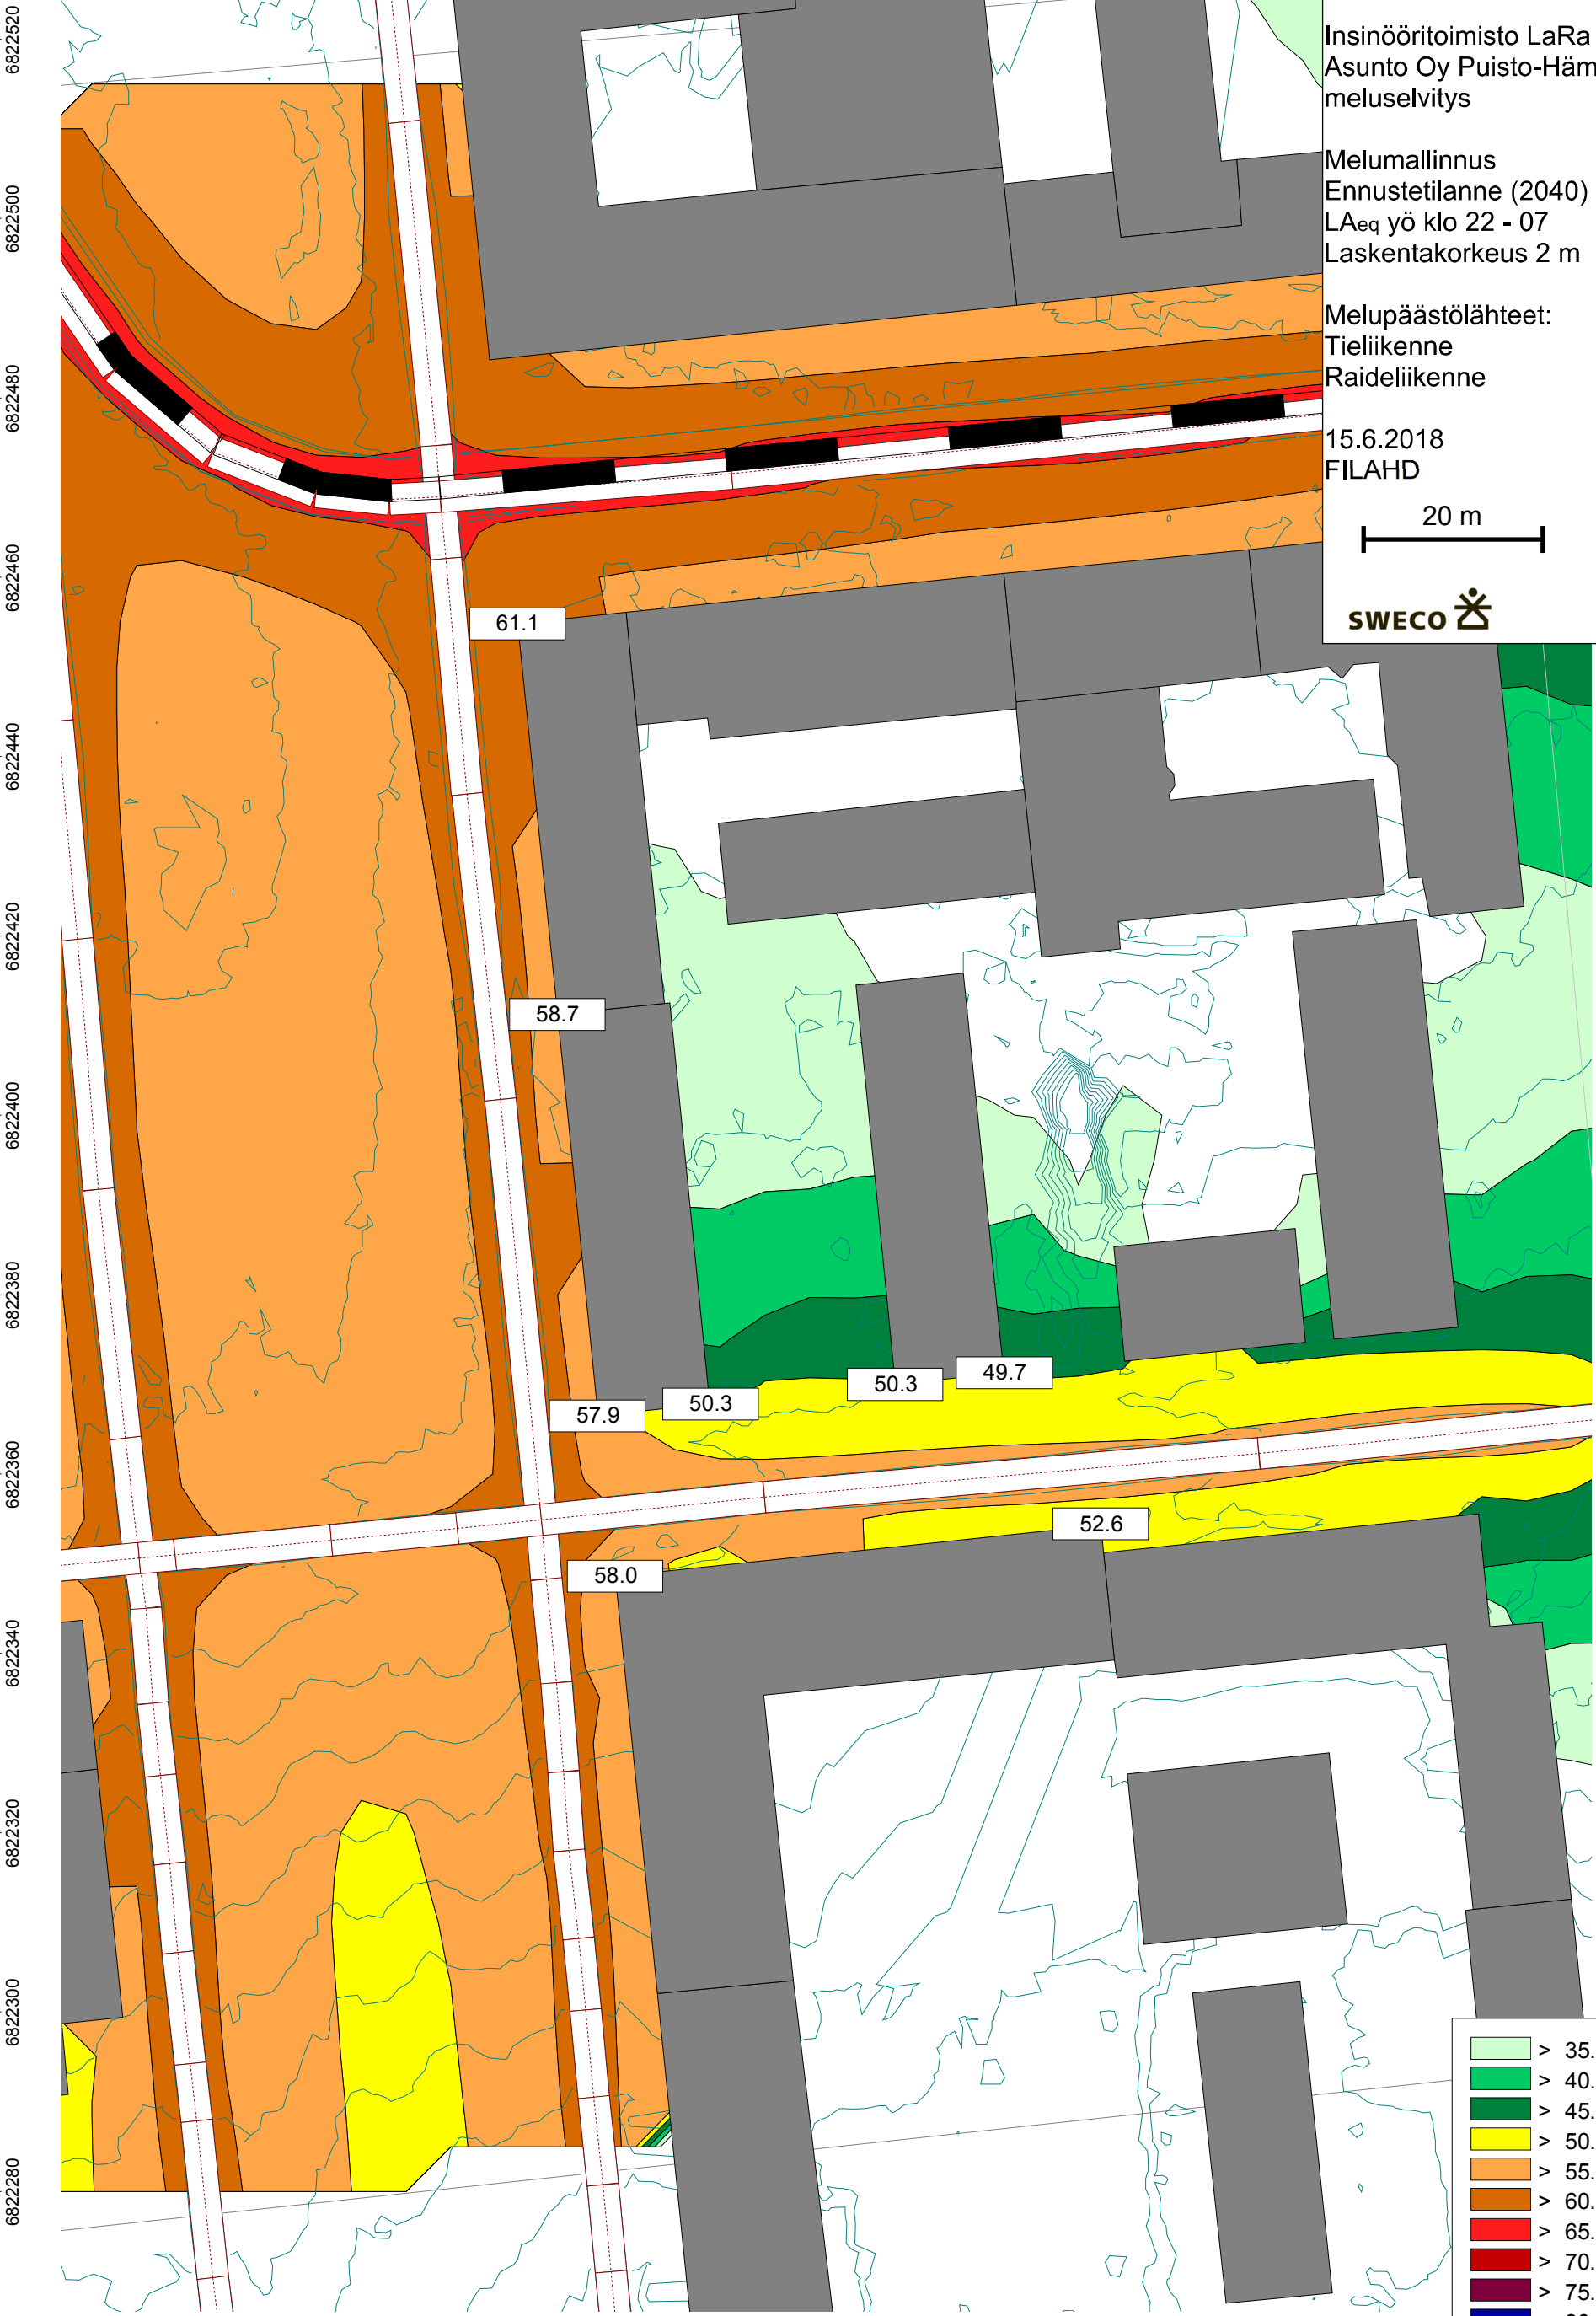 Insinööritoimisto LaRa
Asunto Oy Puisto-Häm
meluselvitys
Melumallinnus
Ennustetilanne (2040)
LAeq yö klo 22 - 07
Laskentakorkeus 2 m
Melupäästölähteet:
Tieliikenne
Raideliikenne
15.6.2018
FILAHD
20 m
SWECO
6822520
6822500
6822480
6822460
6822440
6822420
6822400
6822380
6822360
6822340
6822320
6822300
6822280
61.1
58.7
49.7
50.3
50.3
57.9
52.6
58.0
> 35.
> 40.
> 45.
> 50.
> 55.
> 60.
> 65.
> 70.
> 75.